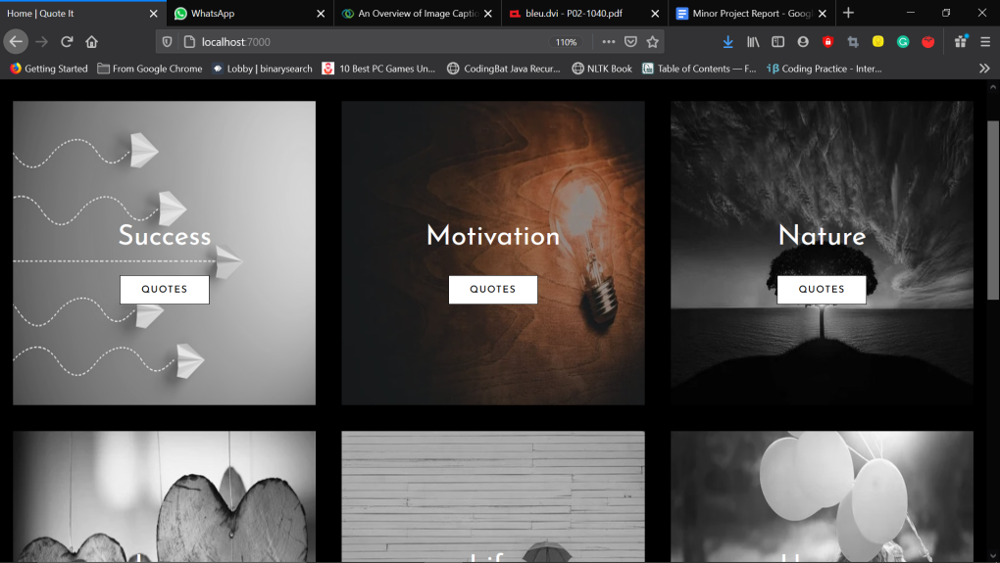 Home | Quote It
WhatsApp
An Overview of Image Captio
bleu.dvi - P02-1040.pdf
Minor Project Report - Googl
localhost:7000
110%
Getting Started
From Google Chrome
Lobby | binarysearch
10 Best PC Games Un...
CodingBat Java Recur...
NLTK Book
Table of Contents — F...
iβ Coding Practice - Inter...
Success
QUOTES
Motivation
QUOTES
Nature
QUOTES